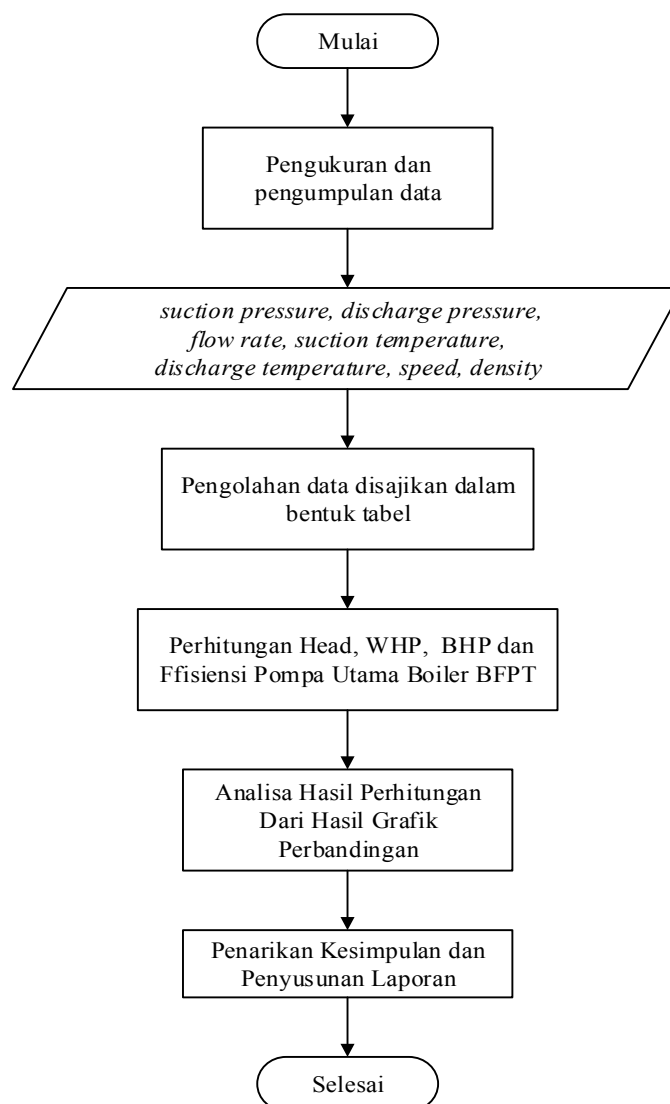 Mulai
Pengukuran dan
pengumpulan data
suction pressure, discharge pressure,
flow rate, suction temperature,
discharge temperature, speed, density
Pengolahan data disajikan dalam
bentuk tabel
Perhitungan Head, WHP, BHP dan
Ffisiensi Pompa Utama Boiler BFPT
Analisa Hasil Perhitungan
Dari Hasil Grafik
Perbandingan
Penarikan Kesimpulan dan
Penyusunan Laporan
Selesai